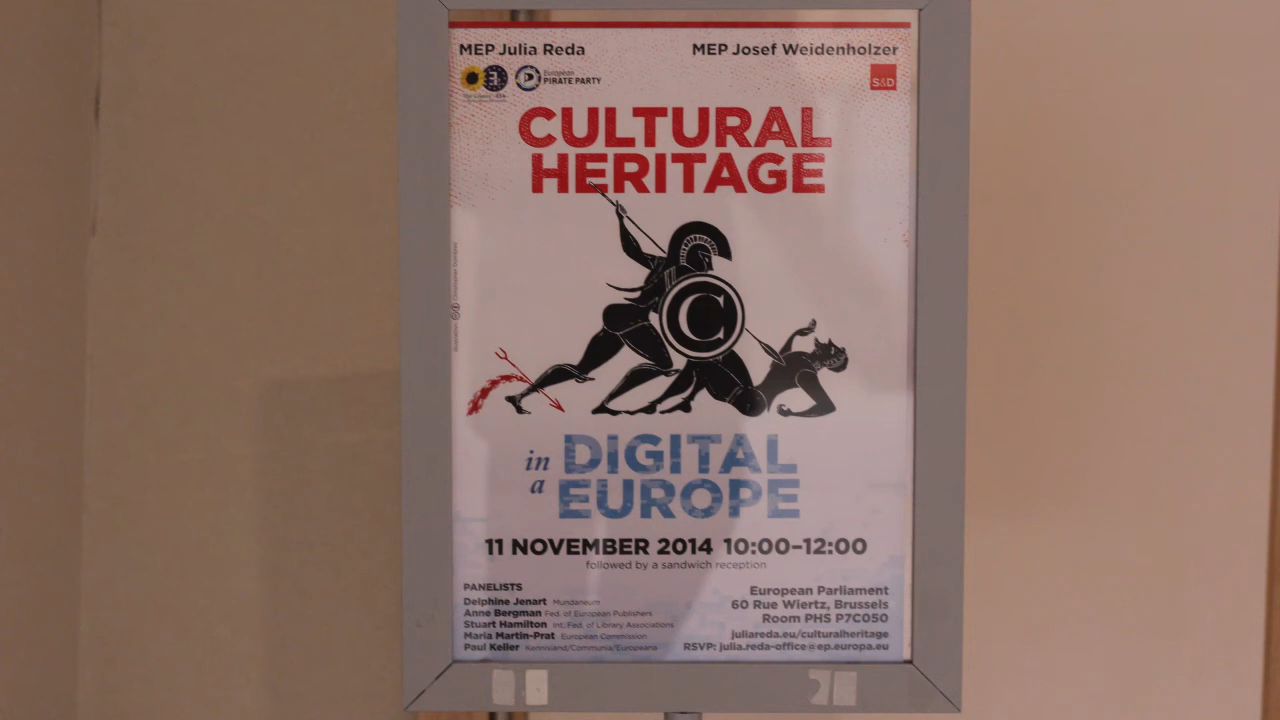 MEP Julia Reda
MEP Josef Weidenholzer
European
PIRATE PARTY
S&D
CULTURAL
HERITAGE
C
in a
DIGITAL
EUROPE
11 NOVEMBER 2014 10:00–12:00
followed by a sandwich reception
PANELISTS
Delphine Jenart Mundaneum
Anne Bergman Fed. of European Publishers
Stuart Hamilton Int. Fed. of Library Associations
Maria Martin-Prat European Commission
Paul Keller Kennisland/Communia/Europeana
European Parliament
60 Rue Wiertz, Brussels
Room PHS P7C050
juliareda.eu/culturalheritage
RSVP: julia.reda-office@ep.europa.eu